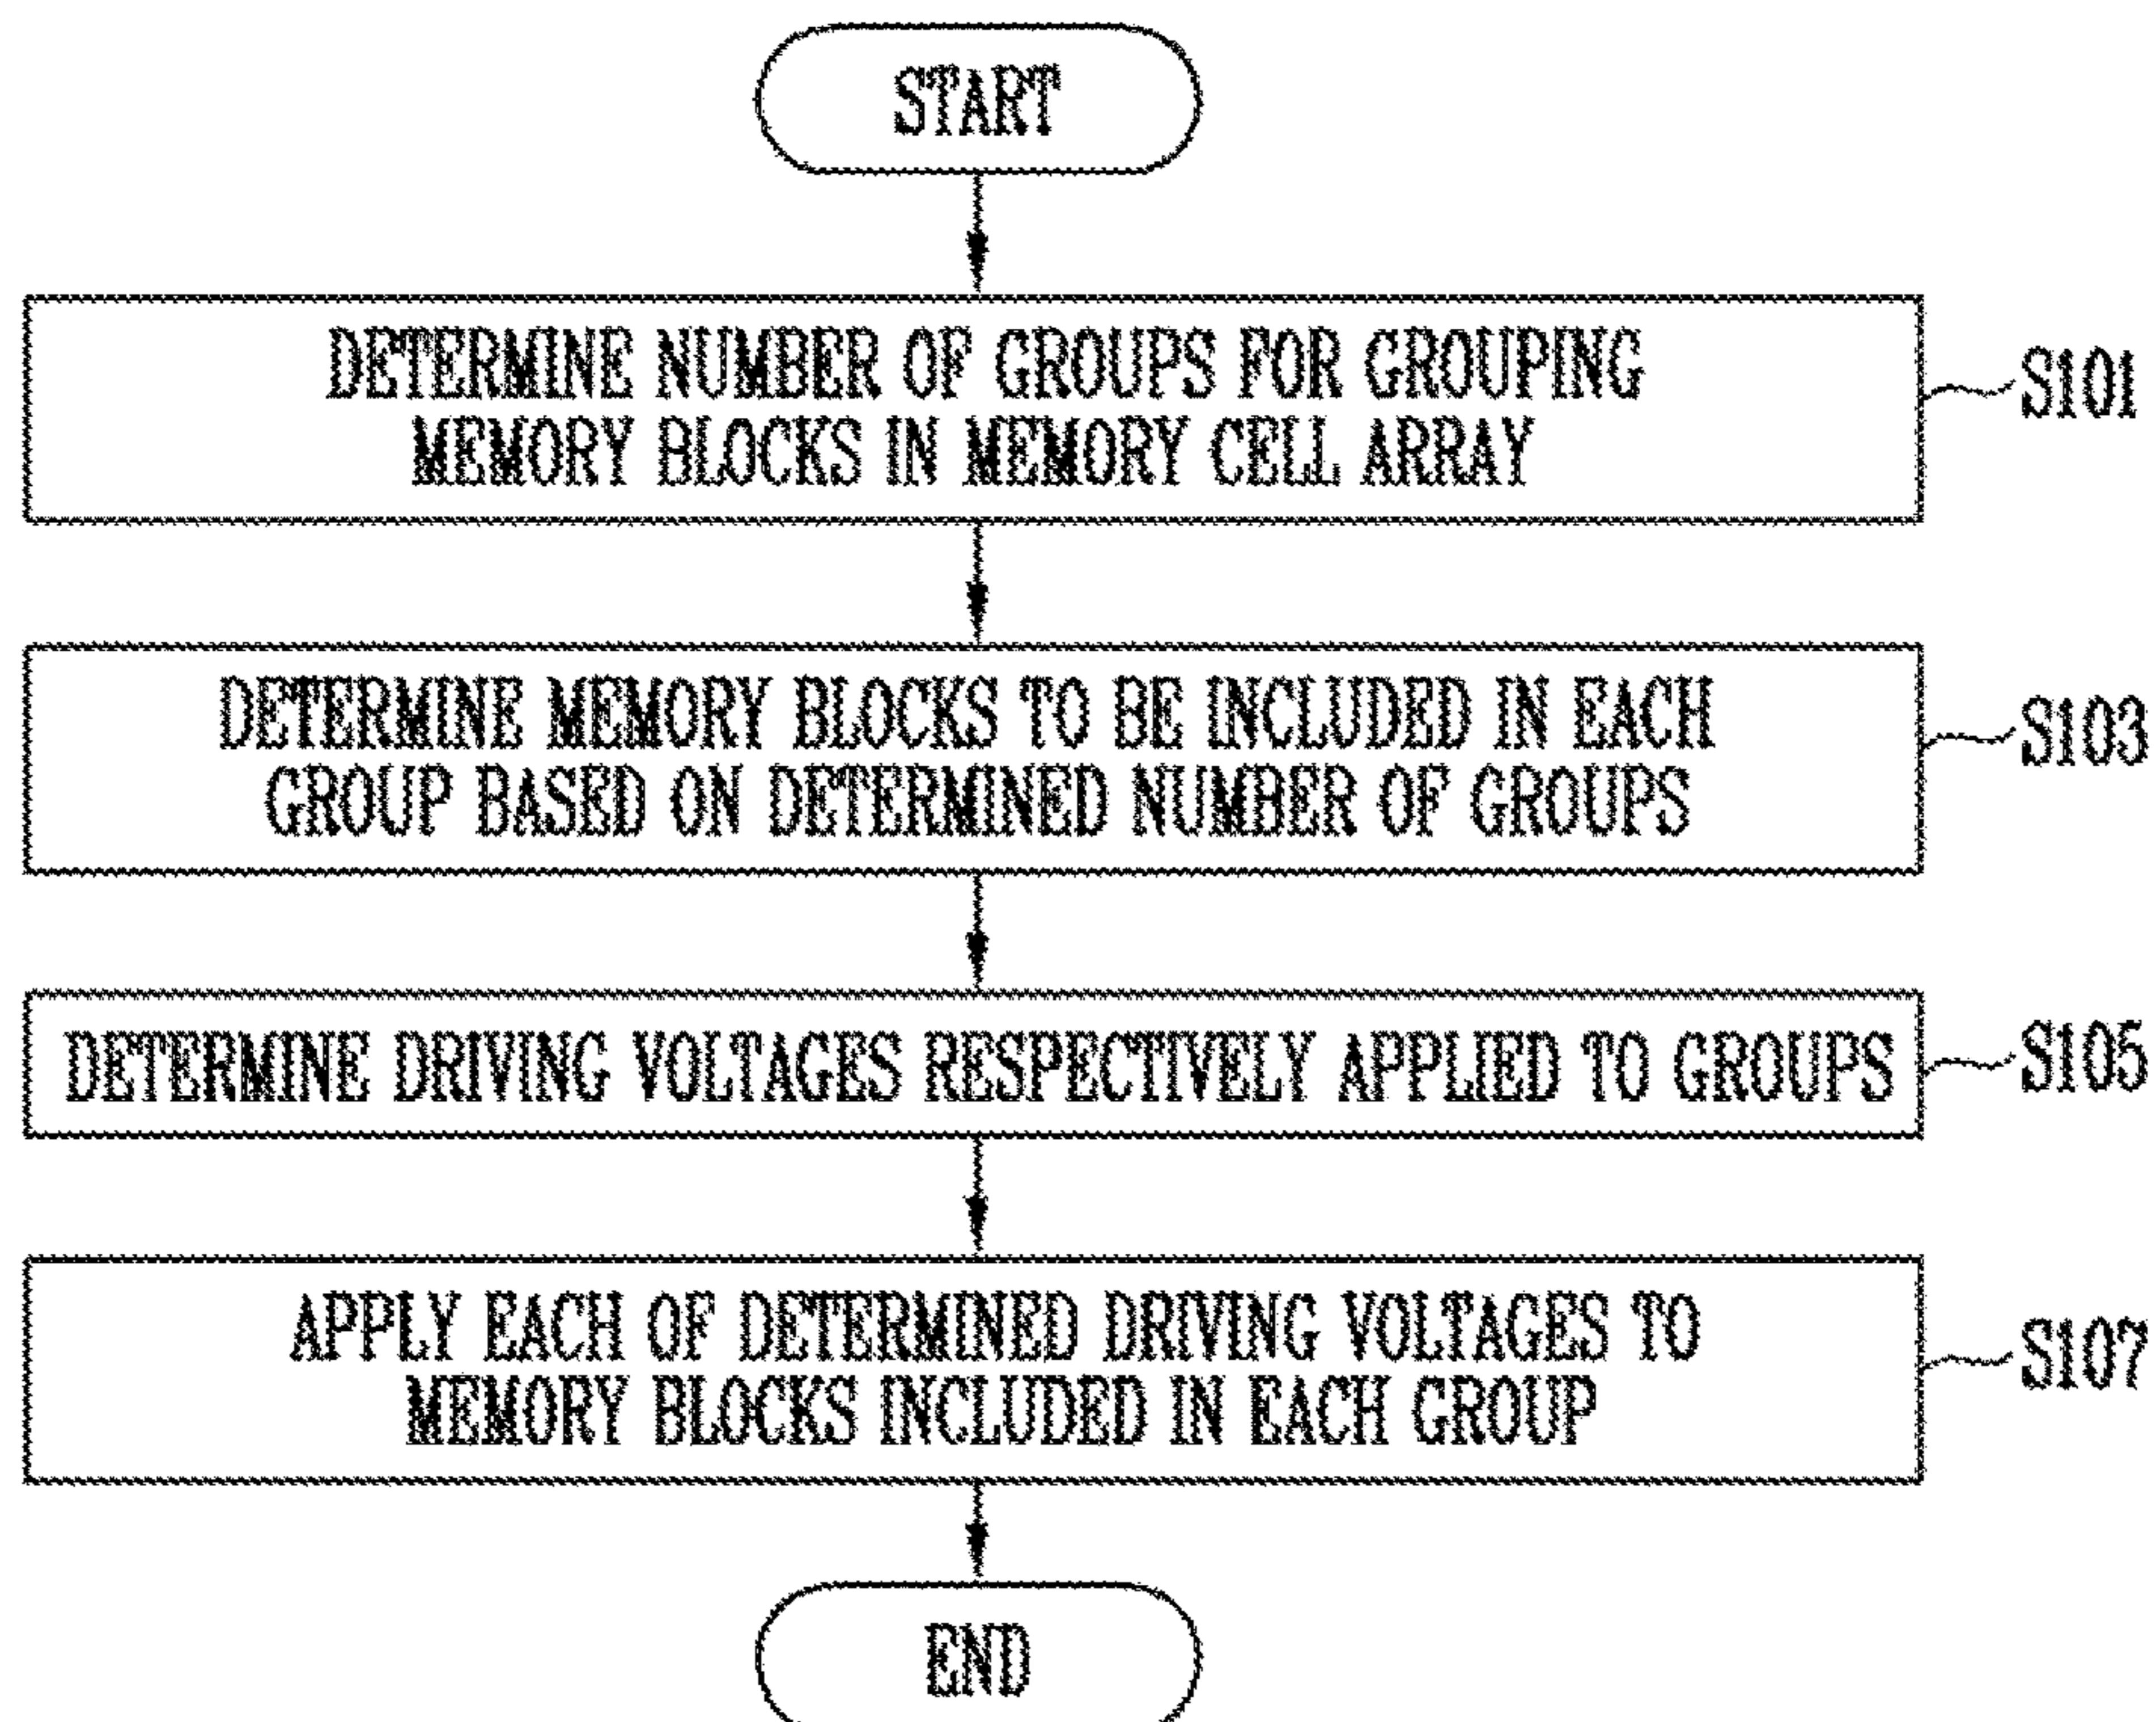 START
DETERMINE NUMBER OF GROUPS FOR GROUPING
MEMORY BLOCKS IN MEMORY CELL ARRAY
S101
DETERMINE MEMORY BLOCKS TO BE INCLUDED IN EACH
GROUP BASED ON DETERMINED NUMBER OF GROUPS
S103
DETERMINE DRIVING VOLTAGES RESPECTIVELY APPLIED TO GROUPS
S105
APPLY EACH OF DETERMINED DRIVING VOLTAGES TO
MEMORY BLOCKS INCLUDED IN EACH GROUP
S107
END